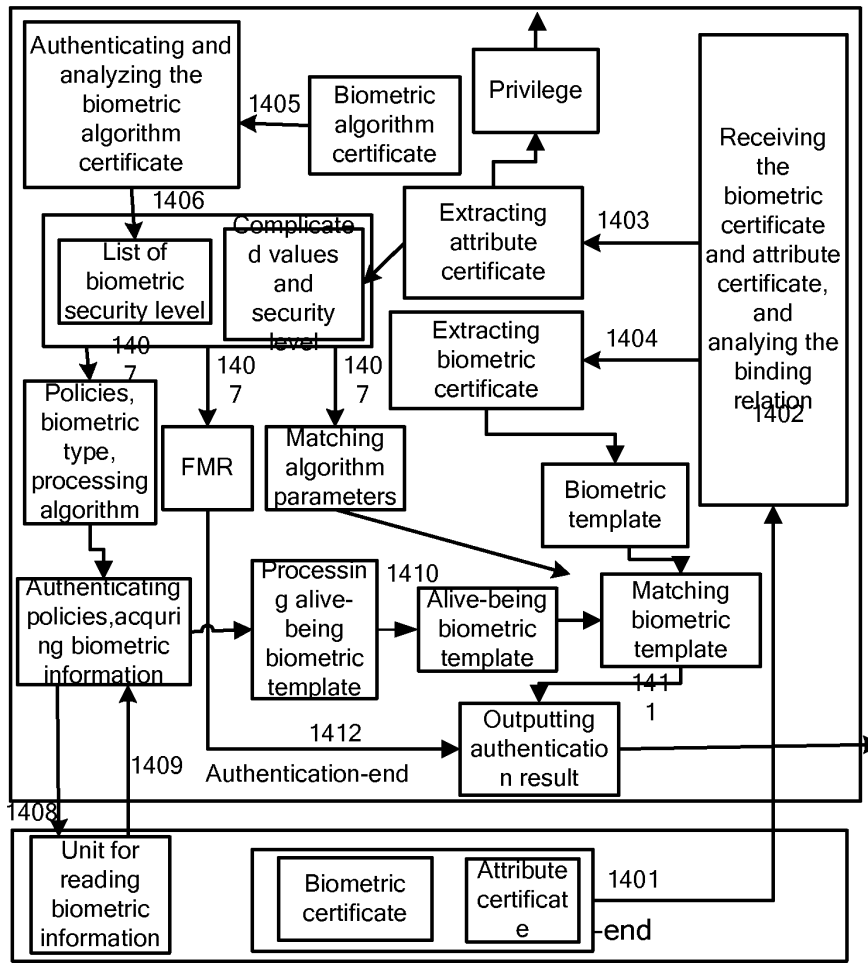 Authenticating and
analyzing the
biometric
algorithm
certificate
1405
Biometric
algorithm
certificate
Privilege
Receiving
the
biometric
certificate
and attribute
certificate,
and
analying the
binding
relation
1402
1406
List of
biometric
security level
Complicate
d values
and
security
level
Extracting
attribute
certificate
1403
Extracting
biometric
certificate
1404
140
7
140
7
140
7
Policies,
biometric
type,
processing
algorithm
FMR
Matching
algorithm
parameters
Biometric
template
Authenticating
policies,acquri
ng biometric
information
Processin
g alive-
being
biometric
template
1410
Alive-being
biometric
template
Matching
biometric
template
141
1
1412
Outputting
authenticatio
n result
1409
Authentication-end
1408
Unit for
reading
biometric
information
Biometric
certificate
Attribute
certificat
e
1401
-end